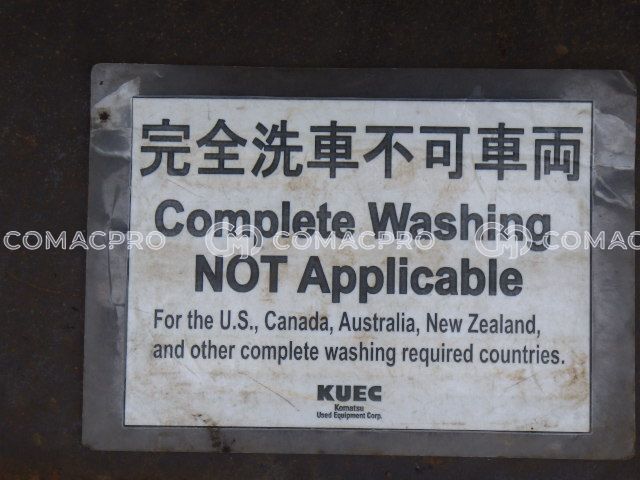 完全洗車不可車両
Complete Washing
COMACPRO COMACPRO COMACPRO
NOT Applicable
For the U.S., Canada, Australia, New Zealand,
and other complete washing required countries.
KUEC
Komatsu
Used Equipment Corp.